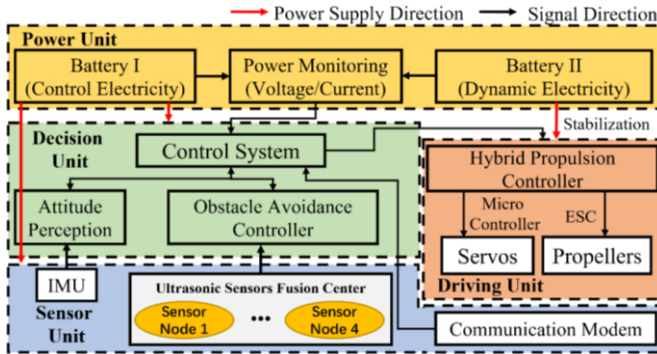 Power Supply Direction
Signal Direction
Power Unit
Battery I
(Control Electricity)
Power Monitoring
(Voltage/Current)
Battery II
(Dynamic Electricity)
Stabilization
Decision
Unit
Control System
Hybrid Propulsion
Controller
Attitude
Perception
Obstacle Avoidance
Controller
Micro
Controller
ESC
Servos
Propellers
Driving Unit
IMU
Sensor
Unit
Ultrasonic Sensors Fusion Center
Sensor
Node 1
•••
Sensor
Node 4
Communication Modem